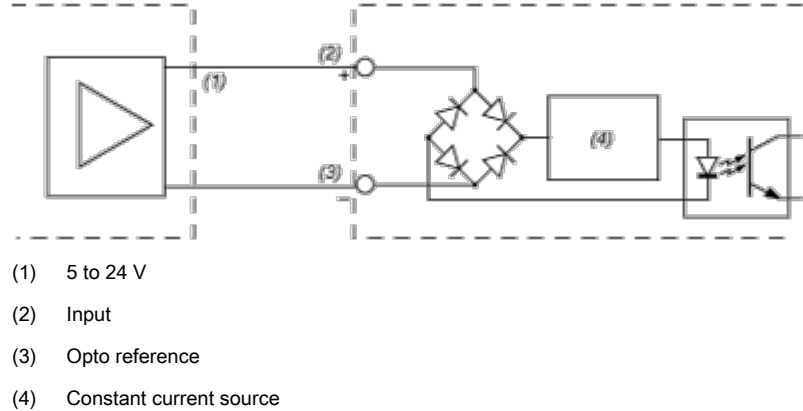 (2)
+
(1)
(4)
(3)
−
(1) 5 to 24 V
(2) Input
(3) Opto reference
(4) Constant current source